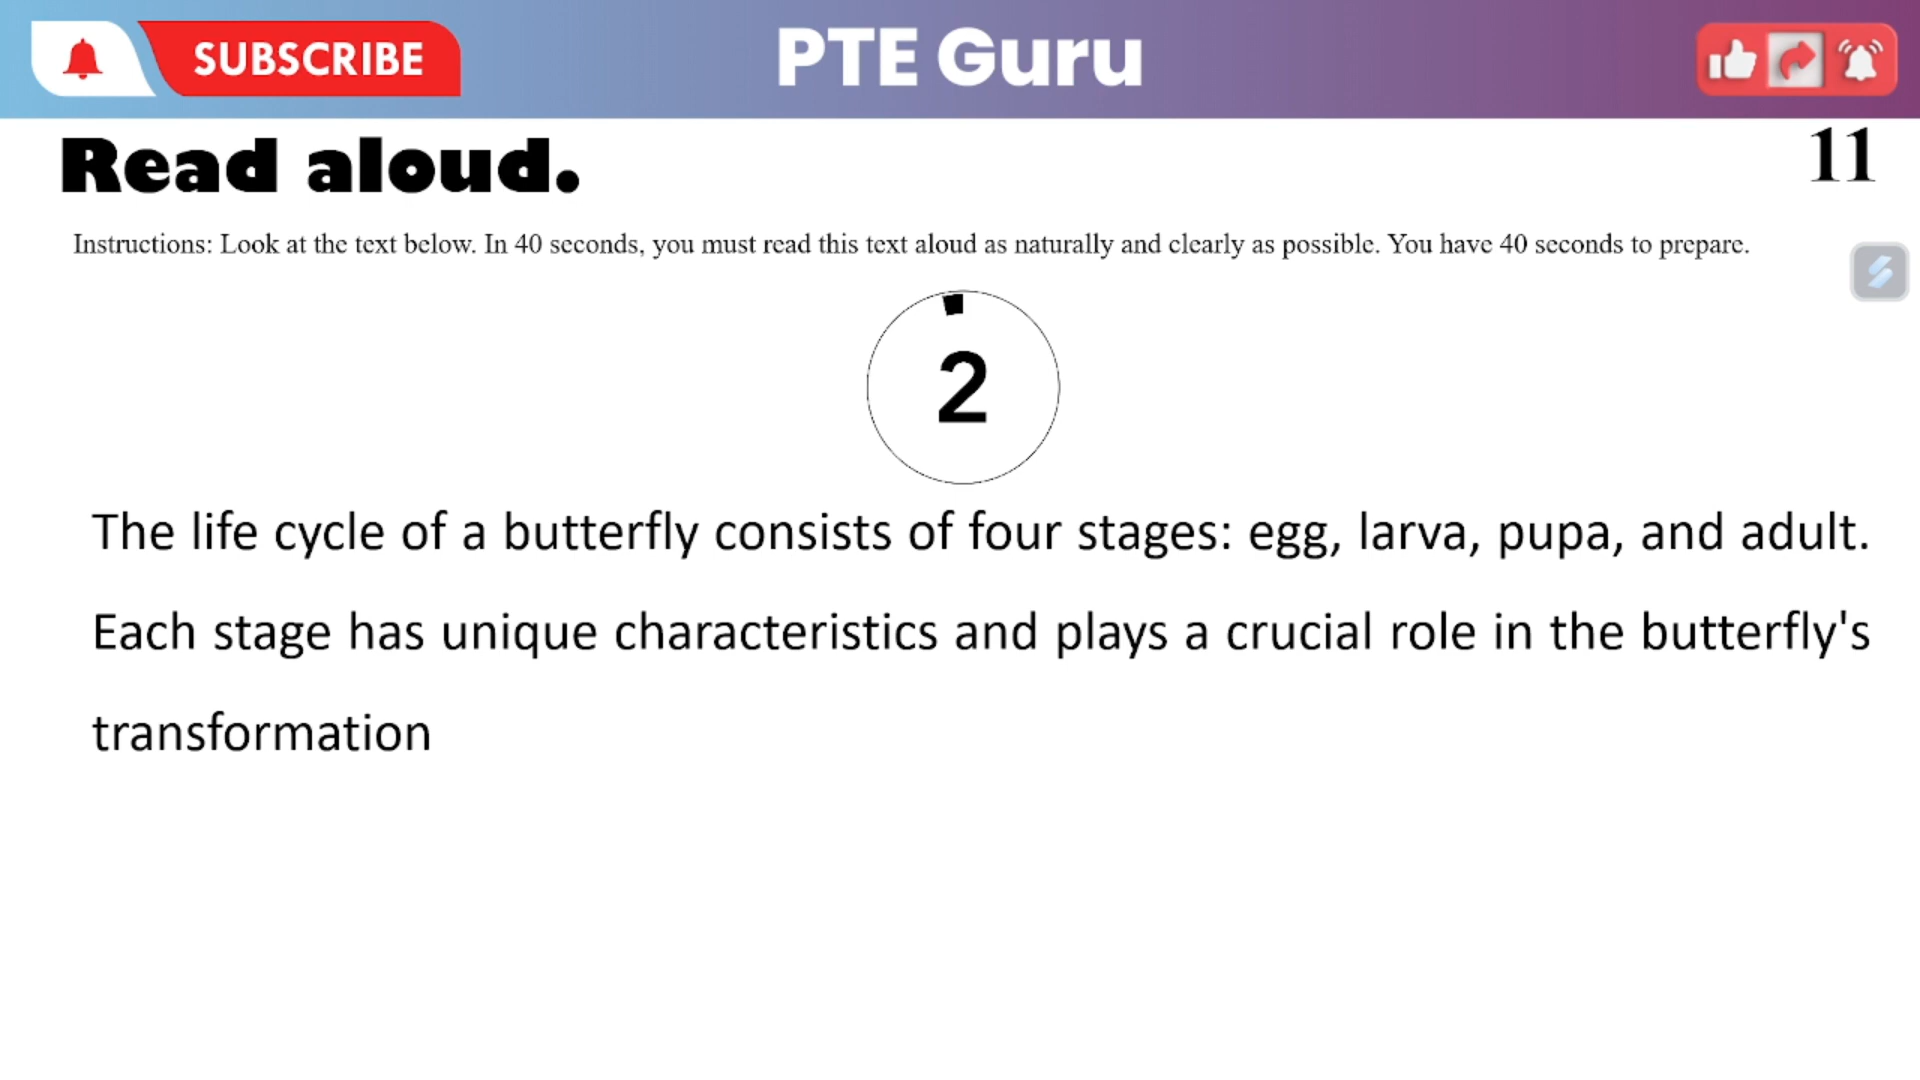 SUBSCRIBE
PTE Guru
Read aloud.
11
Instructions: Look at the text below. In 40 seconds, you must read this text aloud as naturally and clearly as possible. You have 40 seconds to prepare.
2
The life cycle of a butterfly consists of four stages: egg, larva, pupa, and adult.
Each stage has unique characteristics and plays a crucial role in the butterfly's
transformation